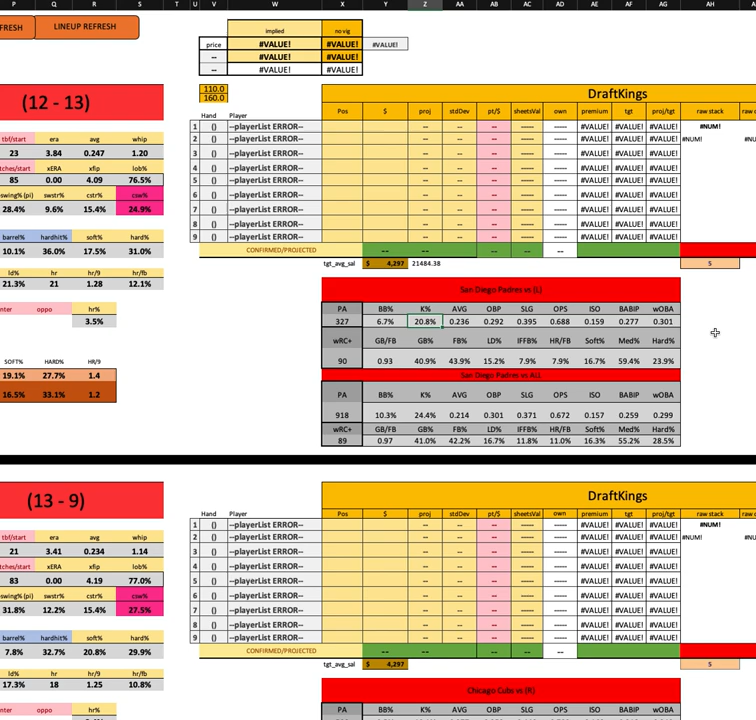 P Q R S T U V W X Y Z AA AB AC AD AE AF AG AH
FRESH LINEUP REFRESH
implied no vig
price #VALUE! #VALUE! #VALUE!
-- #VALUE! #VALUE!
-- #VALUE! #VALUE!
110.0
160.0
(12 - 13) DraftKings
Hand Player Pos $ proj stdDev pt/$ sheetsVal own premium tgt proj/tgt raw stack
1 () --playerList ERROR-- -- -- -- ----- ----- #VALUE! #VALUE! #VALUE! #NUM!
2 () --playerList ERROR-- -- -- -- ----- ----- #VALUE! #VALUE! #VALUE! #NUM!
3 () --playerList ERROR-- -- -- -- ----- ----- #VALUE! #VALUE! #VALUE!
4 () --playerList ERROR-- -- -- -- ----- ----- #VALUE! #VALUE! #VALUE!
5 () --playerList ERROR-- -- -- -- ----- ----- #VALUE! #VALUE! #VALUE!
6 () --playerList ERROR-- -- -- -- ----- ----- #VALUE! #VALUE! #VALUE!
7 () --playerList ERROR-- -- -- -- ----- ----- #VALUE! #VALUE! #VALUE!
8 () --playerList ERROR-- -- -- -- ----- ----- #VALUE! #VALUE! #VALUE!
9 () --playerList ERROR-- -- -- -- ----- ----- #VALUE! #VALUE! #VALUE!
CONFIRMED/PROJECTED -- -- -- -- --
tgt_avg_sal $ 4,297 21484.38 5
tbf/start era avg whip
23 3.84 0.247 1.20
tches/start xERA xfip lob%
85 0.00 4.09 76.5%
swing% (pi) swstr% cstr% csw%
28.4% 9.6% 15.4% 24.9%
barrel% hardhit% soft% hard%
10.1% 36.0% 17.5% 31.0%
ld% hr hr/9 hr/fb
21.3% 21 1.28 12.1%
nter oppo hr%
3.5%
SOFT% HARD% HR/9
19.1% 27.7% 1.4
16.5% 33.1% 1.2
San Diego Padres vs (L)
PA BB% K% AVG OBP SLG OPS ISO BABIP wOBA
327 6.7% 20.8% 0.236 0.292 0.395 0.688 0.159 0.277 0.301
wRC+ GB/FB GB% FB% LD% IFFB% HR/FB Soft% Med% Hard%
90 0.93 40.9% 43.9% 15.2% 7.9% 7.9% 16.7% 59.4% 23.9%
San Diego Padres vs ALL
PA BB% K% AVG OBP SLG OPS ISO BABIP wOBA
918 10.3% 24.4% 0.214 0.301 0.371 0.672 0.157 0.259 0.299
wRC+ GB/FB GB% FB% LD% IFFB% HR/FB Soft% Med% Hard%
89 0.97 41.0% 42.2% 16.7% 11.8% 11.0% 16.3% 55.2% 28.5%
(13 - 9) DraftKings
Hand Player Pos $ proj stdDev pt/$ sheetsVal own premium tgt proj/tgt raw stack
1 () --playerList ERROR-- -- -- -- ----- ----- #VALUE! #VALUE! #VALUE! #NUM!
2 () --playerList ERROR-- -- -- -- ----- ----- #VALUE! #VALUE! #VALUE! #NUM!
3 () --playerList ERROR-- -- -- -- ----- ----- #VALUE! #VALUE! #VALUE!
4 () --playerList ERROR-- -- -- -- ----- ----- #VALUE! #VALUE! #VALUE!
5 () --playerList ERROR-- -- -- -- ----- ----- #VALUE! #VALUE! #VALUE!
6 () --playerList ERROR-- -- -- -- ----- ----- #VALUE! #VALUE! #VALUE!
7 () --playerList ERROR-- -- -- -- ----- ----- #VALUE! #VALUE! #VALUE!
8 () --playerList ERROR-- -- -- -- ----- ----- #VALUE! #VALUE! #VALUE!
9 () --playerList ERROR-- -- -- -- ----- ----- #VALUE! #VALUE! #VALUE!
CONFIRMED/PROJECTED -- -- -- -- --
tgt_avg_sal $ 4,297 5
tbf/start era avg whip
21 3.41 0.234 1.14
tches/start xERA xfip lob%
83 0.00 4.19 77.0%
swing% (pi) swstr% cstr% csw%
31.8% 12.2% 15.4% 27.5%
barrel% hardhit% soft% hard%
7.8% 32.7% 20.8% 29.9%
ld% hr hr/9 hr/fb
17.3% 18 1.25 10.8%
nter oppo hr%
Chicago Cubs vs (R)
PA BB% K% AVG OBP SLG OPS ISO BABIP wOBA